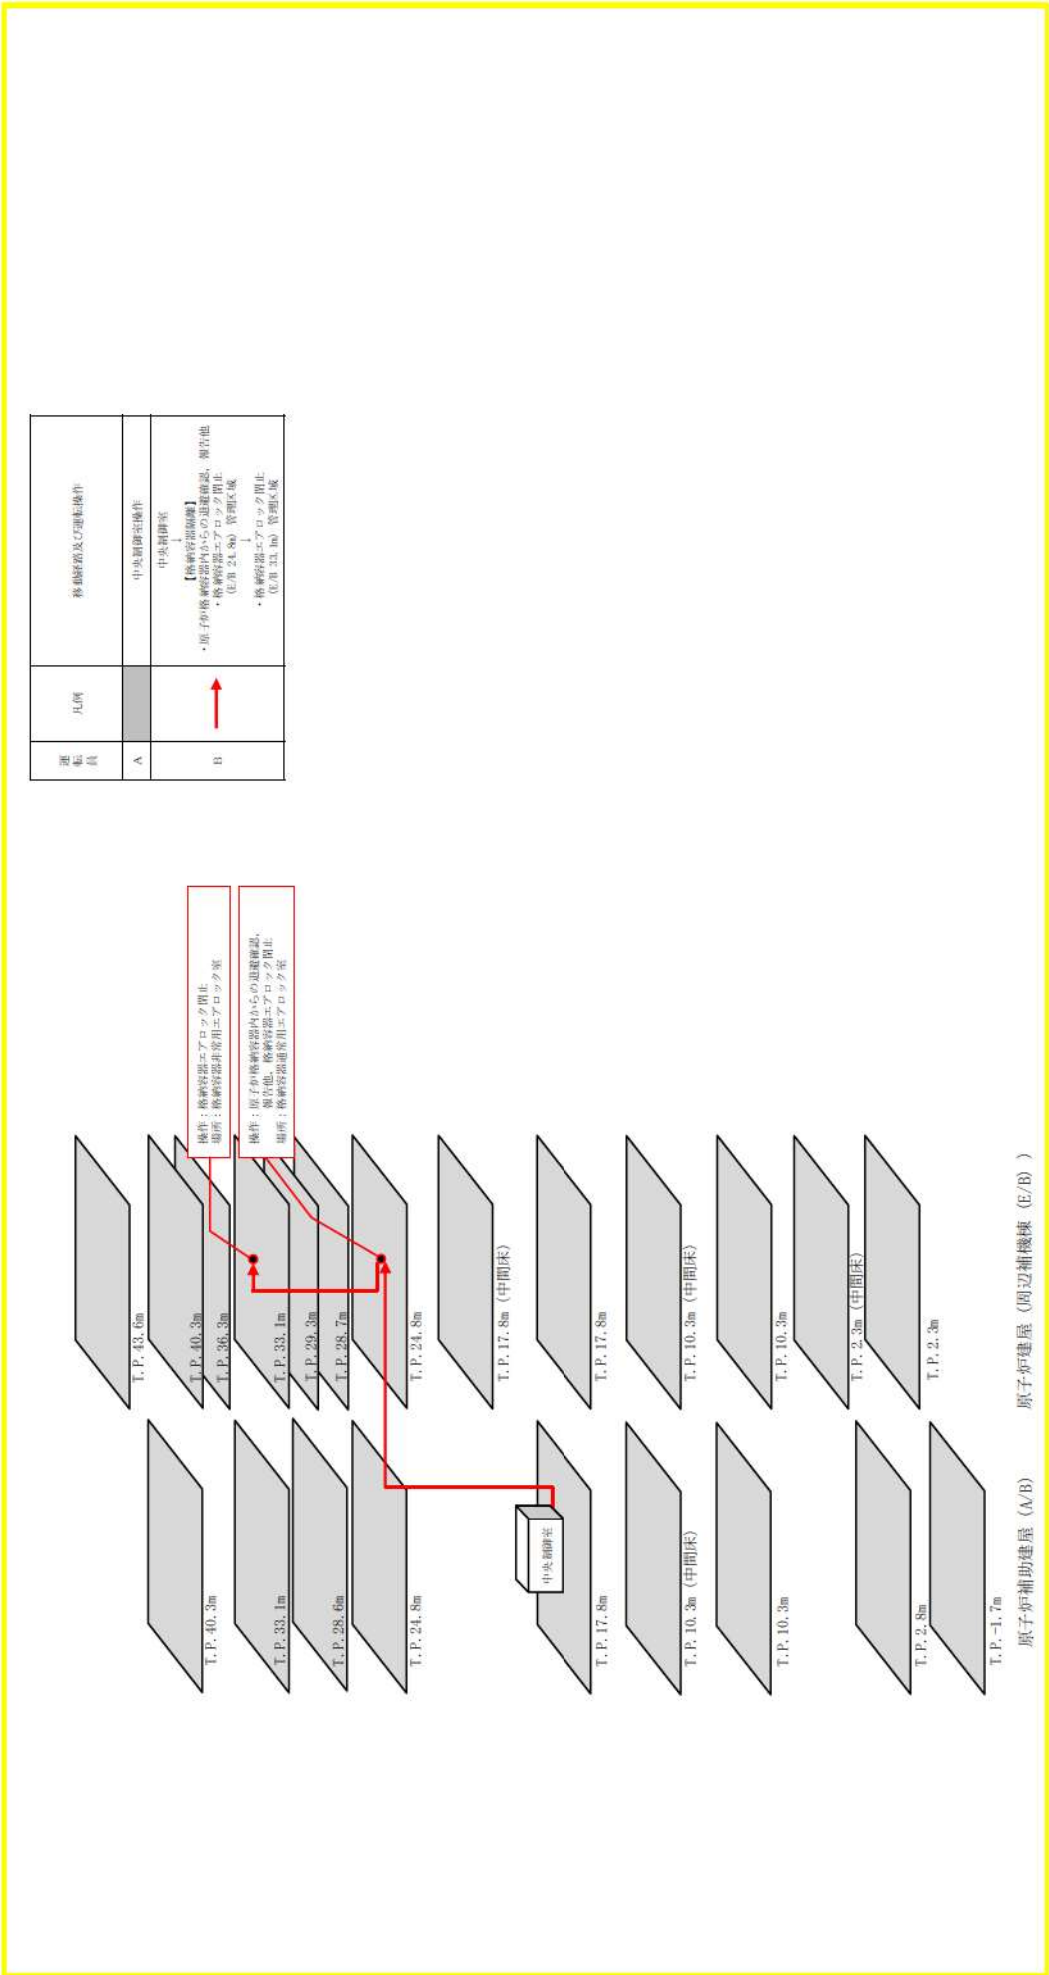 運転員
凡例
移動経路及び運転操作
A
中央制御室操作
B
中央制御室
↓
【格納容器隔離】
・原子炉格納容器内からの退避確認、報告他
・格納容器エアロック閉止
(E/B 24.8m) 管理区域
↓
・格納容器エアロック閉止
(E/B 33.1m) 管理区域
操作：格納容器エアロック閉止
場所：格納容器非常用エアロック室
操作：原子炉格納容器内からの退避確認、
報告他、格納容器エアロック閉止
場所：格納容器通常用エアロック室
T.P.40.3m
T.P.33.1m
T.P.28.6m
T.P.24.8m
中央制御室
T.P.17.8m
T.P.10.3m (中間床)
T.P.10.3m
T.P.2.8m
T.P.-1.7m
原子炉補助建屋 (A/B)
T.P.43.6m
T.P.40.3m
T.P.36.3m
T.P.33.1m
T.P.29.3m
T.P.28.7m
T.P.24.8m
T.P.17.8m (中間床)
T.P.17.8m
T.P.10.3m (中間床)
T.P.10.3m
T.P.2.3m (中間床)
T.P.2.3m
原子炉建屋 (周辺補機棟 (E/B) )